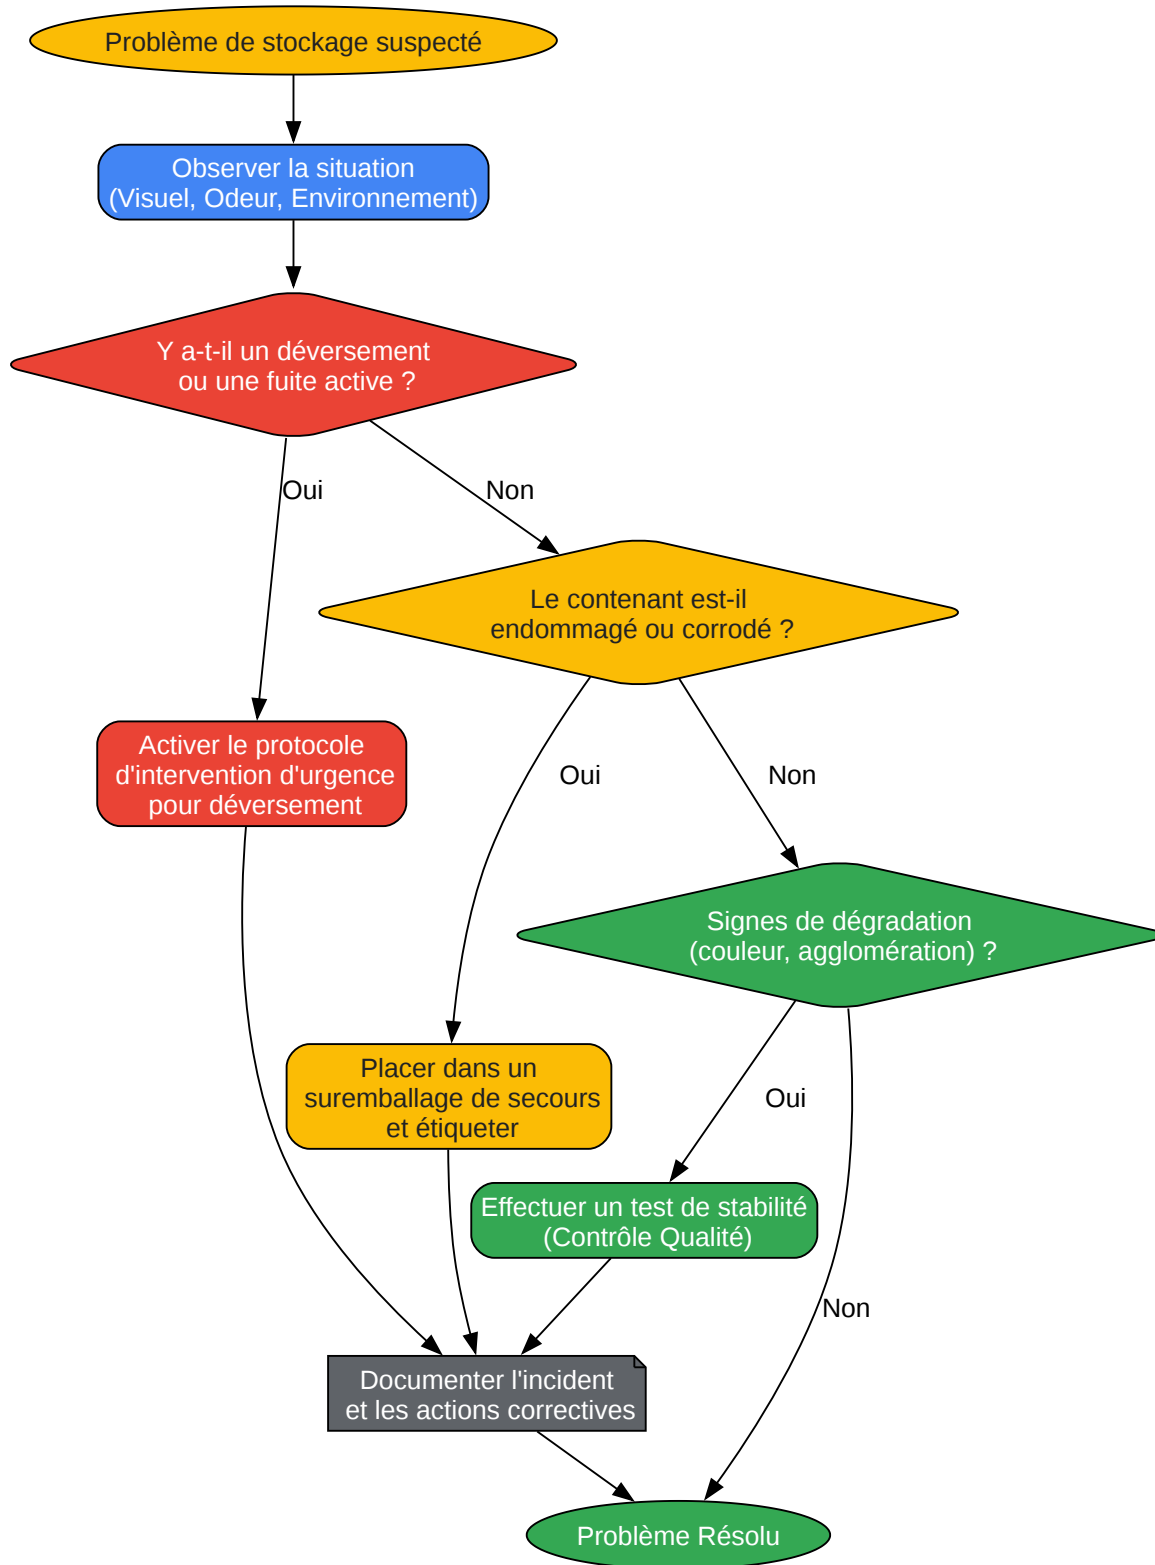 Problème de stockage suspecté
Observer la situation
(Visuel, Odeur, Environnement)
Y a-t-il un déversement
ou une fuite active ?
Oui
Non
Le contenant est-il
endommagé ou corrodé ?
Activer le protocole
d'intervention d'urgence
pour déversement
Oui
Non
Signes de dégradation
(couleur, agglomération) ?
Placer dans un
suremballage de secours
et étiqueter
Oui
Effectuer un test de stabilité
(Contrôle Qualité)
Non
Documenter l'incident
et les actions correctives
Problème Résolu